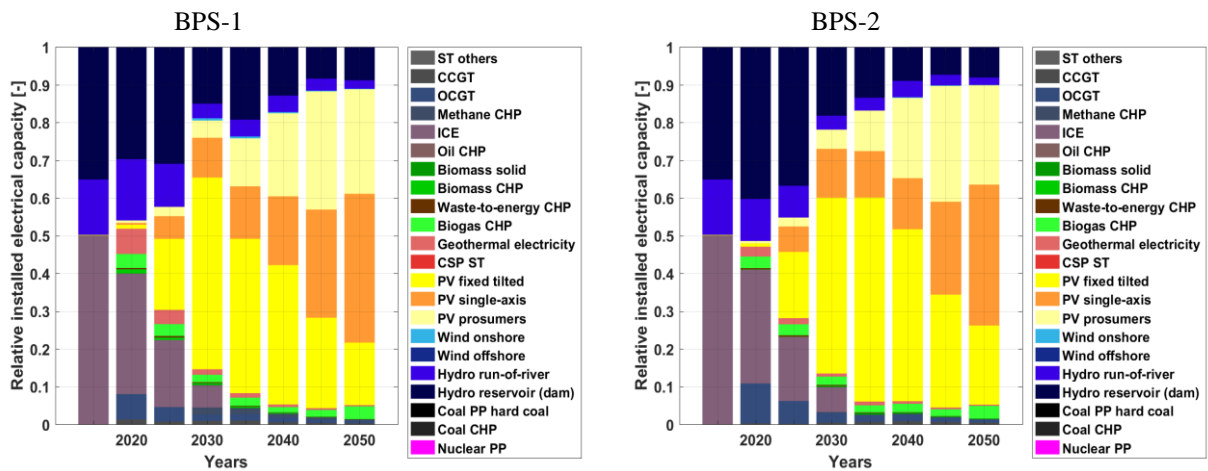 BPS-1
Relative installed electrical capacity [-]
1
0.9
0.8
0.7
0.6
0.5
0.4
0.3
0.2
0.1
0
2020
2030
2040
2050
Years
ST others
CCGT
OCGT
Methane CHP
ICE
Oil CHP
Biomass solid
Biomass CHP
Waste-to-energy CHP
Biogas CHP
Geothermal electricity
CSP ST
PV fixed tilted
PV single-axis
PV prosumers
Wind onshore
Wind offshore
Hydro run-of-river
Hydro reservoir (dam)
Coal PP hard coal
Coal CHP
Nuclear PP
BPS-2
Relative installed electrical capacity [-]
1
0.9
0.8
0.7
0.6
0.5
0.4
0.3
0.2
0.1
0
2020
2030
2040
2050
Years
ST others
CCGT
OCGT
Methane CHP
ICE
Oil CHP
Biomass solid
Biomass CHP
Waste-to-energy CHP
Biogas CHP
Geothermal electricity
CSP ST
PV fixed tilted
PV single-axis
PV prosumers
Wind onshore
Wind offshore
Hydro run-of-river
Hydro reservoir (dam)
Coal PP hard coal
Coal CHP
Nuclear PP